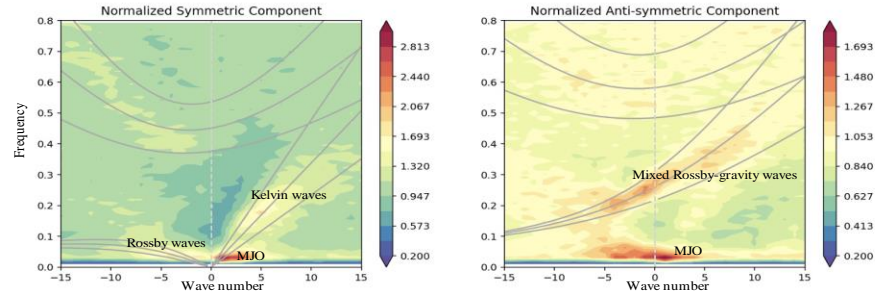 Normalized Symmetric Component
0.8
0.7
0.6
0.5
0.4
0.3
0.2
0.1
0.0
Frequency
Kelvin waves
Rossby waves
MJO
−15 −10 −5 0 5 10 15
Wave number
2.813
2.440
2.067
1.693
1.320
0.947
0.573
0.200
Normalized Anti-symmetric Component
0.8
0.7
0.6
0.5
0.4
0.3
0.2
0.1
0.0
Mixed Rossby-gravity waves
MJO
−15 −10 −5 0 5 10 15
Wave number
1.693
1.480
1.267
1.053
0.840
0.627
0.413
0.200